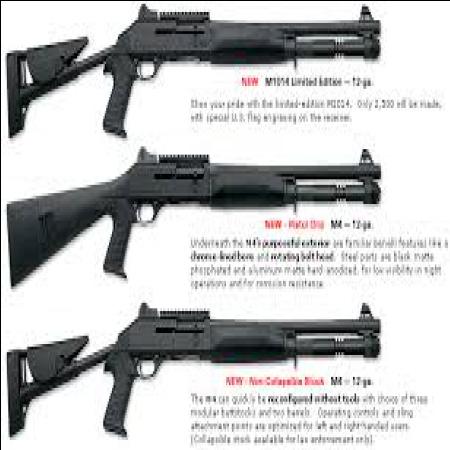 NEW M1014 Limited Edition – 12-ga.
Show your pride with the limited-edition M1014. Only 2,500 will be made,
with special U.S. flag engraving on the receiver.
NEW - Pistol Grip M4 – 12-ga.
Underneath the M4's purposeful exterior are familiar Benelli features like a
chrome-lined bore and rotating bolt head. Steel parts are black matte
phosphated and aluminum matte hard anodized, for low visibility in night
operations and for corrosion resistance.
NEW - Non-Collapsible Stock M4 – 12-ga.
The M4 can quickly be reconfigured without tools with choice of three
modular buttstocks and two barrels. Operating controls and sling
attachment points are optimized for left and right-handed users.
(Collapsible stock available for law enforcement only).